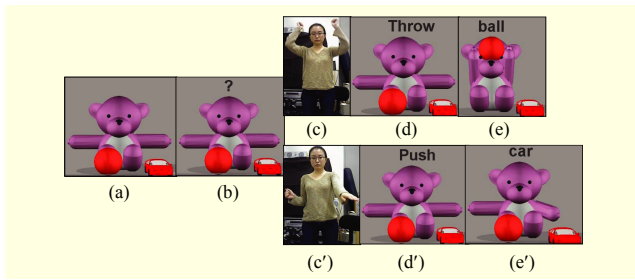 Throw
ball
(c)
(d)
(e)
?
(a)
(b)
Push
car
(c′)
(d′)
(e′)